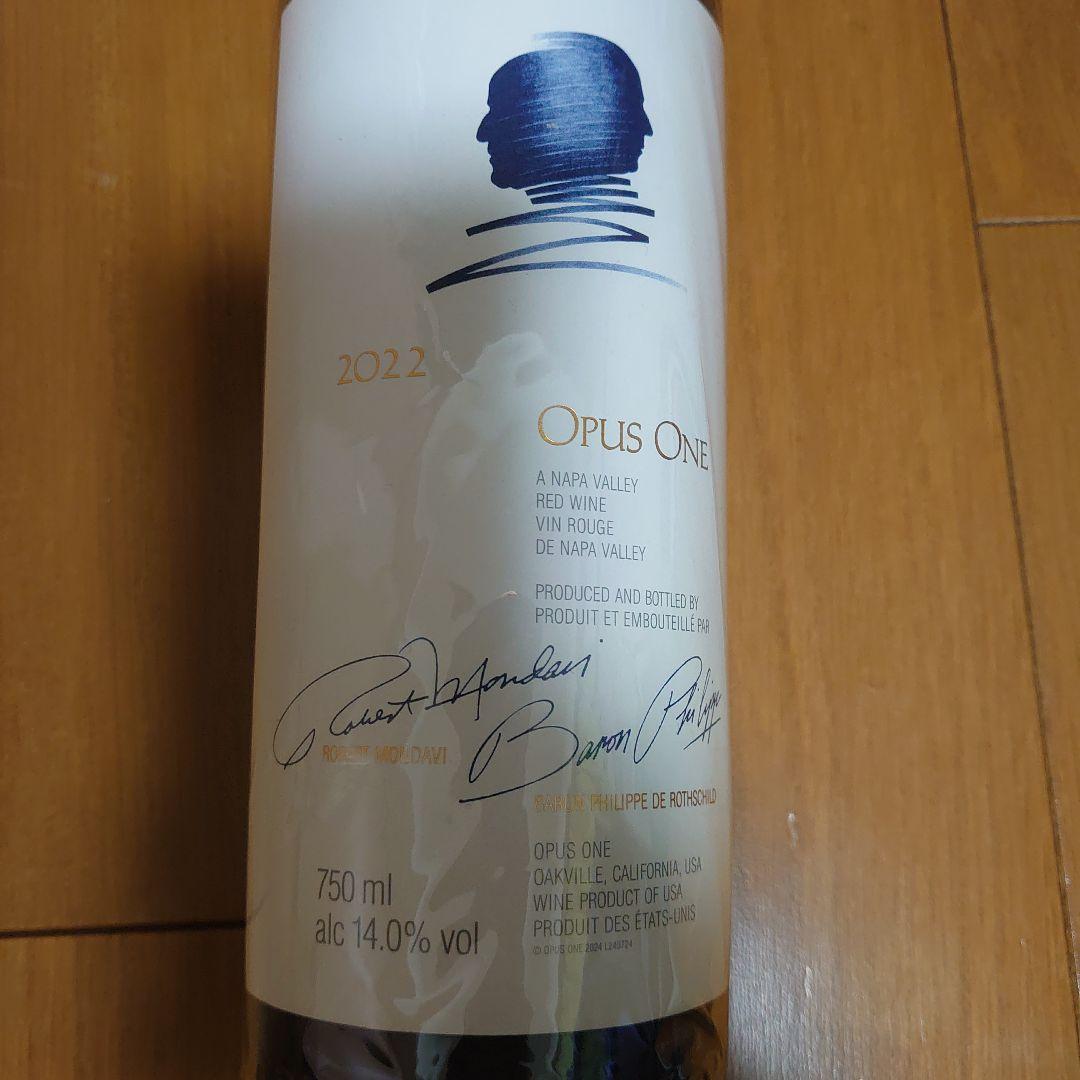 2022
OPUS ONE
A NAPA VALLEY
RED WINE
VIN ROUGE
DE NAPA VALLEY
PRODUCED AND BOTTLED BY
PRODUIT ET EMBOUTEILLÉ PAR
Robert Mondavi
ROBERT MONDAVI
Baron Philippe
BARON PHILIPPE DE ROTHSCHILD
750 ml
alc 14.0% vol
OPUS ONE
OAKVILLE, CALIFORNIA, USA
WINE PRODUCT OF USA
PRODUIT DES ÉTATS-UNIS
© OPUS ONE 2024 L240724